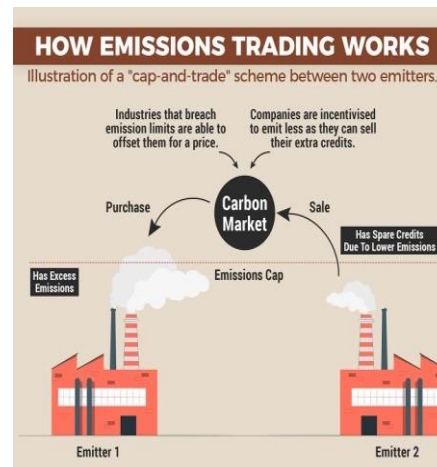 HOW EMISSIONS TRADING WORKS
Illustration of a "cap-and-trade" scheme between two emitters.
Industries that breach
emission limits are able to
offset them for a price.
Companies are incentivised
to emit less as they can sell
their extra credits.
Purchase
Carbon
Market
Sale
Has Spare Credits
Due To Lower Emissions
Has Excess
Emissions
Emissions Cap
Emitter 1
Emitter 2